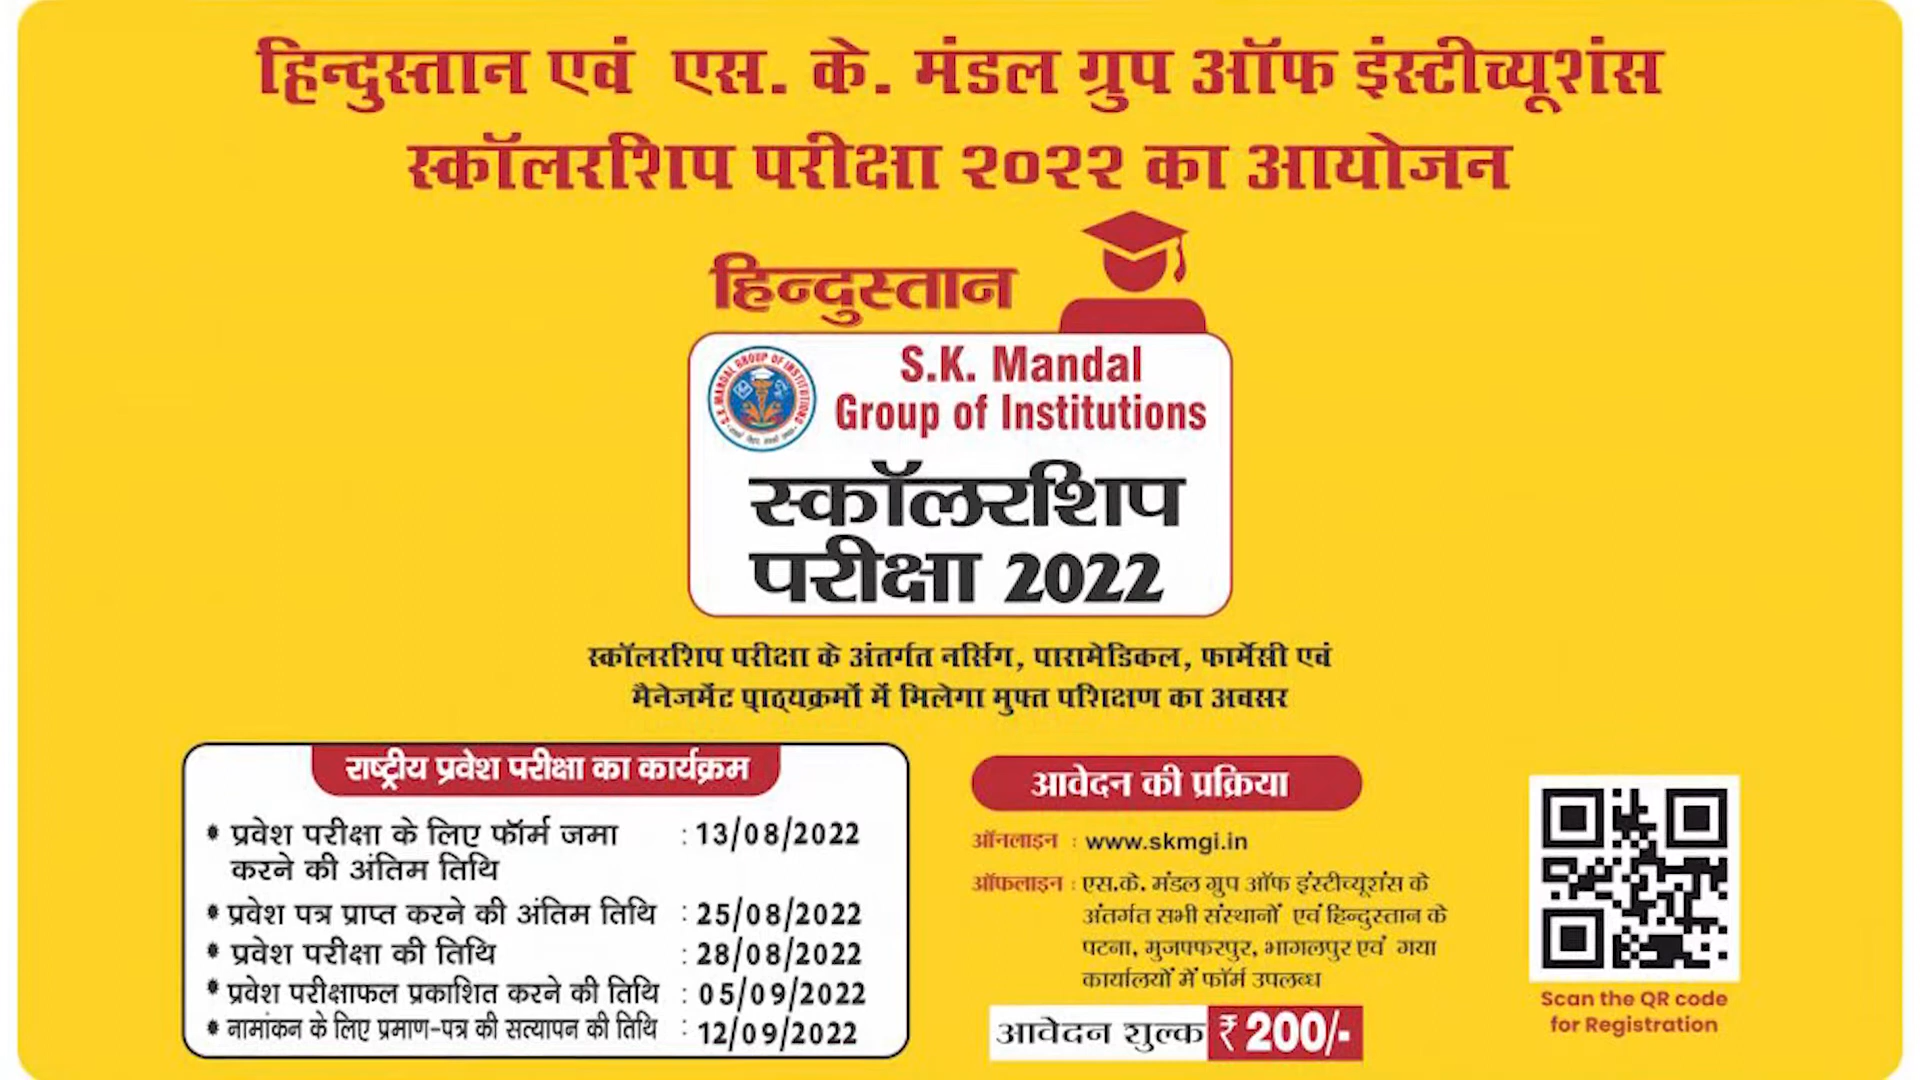 हिन्दुस्तान एवं एस. के. मंडल ग्रुप ऑफ इंस्टीच्यूशंस
स्कॉलरशिप परीक्षा २०२२ का आयोजन
हिन्दुस्तान
S.K. MANDAL GROUP OF INSTITUTIONS
S.K. Mandal
Group of Institutions
स्कॉलरशिप
परीक्षा 2022
स्कॉलरशिप परीक्षा के अंतर्गत नर्सिंग, पारामेडिकल, फार्मेसी एवं
मैनेजमेंट पाठ्यक्रमों में मिलेगा मुफ्त पशिक्षण का अवसर
राष्ट्रीय प्रवेश परीक्षा का कार्यक्रम
* प्रवेश परीक्षा के लिए फॉर्म जमा : 13/08/2022
करने की अंतिम तिथि
* प्रवेश पत्र प्राप्त करने की अंतिम तिथि : 25/08/2022
* प्रवेश परीक्षा की तिथि : 28/08/2022
* प्रवेश परीक्षाफल प्रकाशित करने की तिथि : 05/09/2022
* नामांकन के लिए प्रमाण-पत्र की सत्यापन की तिथि : 12/09/2022
आवेदन की प्रक्रिया
ऑनलाइन : www.skmgi.in
ऑफलाइन : एस.के. मंडल ग्रुप ऑफ इंस्टीच्यूशंस के
अंतर्गत सभी संस्थानों एवं हिन्दुस्तान के
पटना, मुजफ्फरपुर, भागलपुर एवं गया
कार्यालयों में फॉर्म उपलब्ध
आवेदन शुल्क ₹ 200/-
Scan the QR code
for Registration